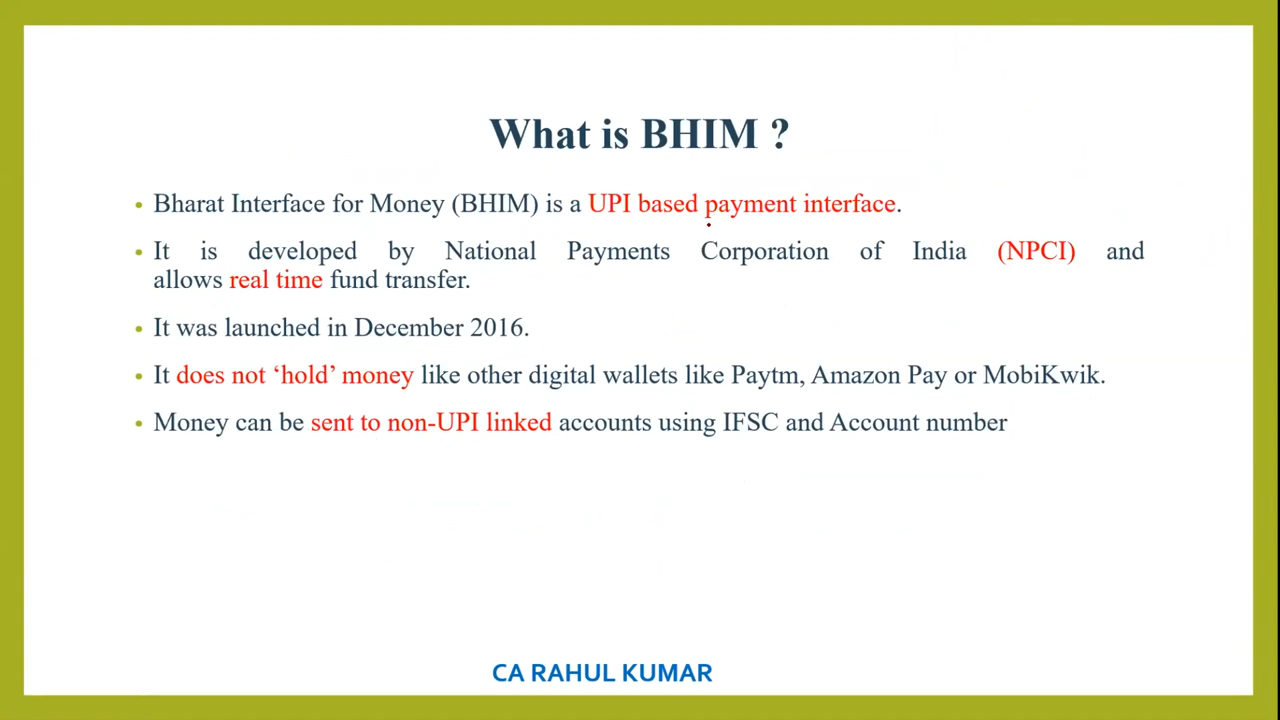 What is BHIM ?
• Bharat Interface for Money (BHIM) is a UPI based payment interface.
• It is developed by National Payments Corporation of India (NPCI) and
allows real time fund transfer.
• It was launched in December 2016.
• It does not ‘hold’ money like other digital wallets like Paytm, Amazon Pay or MobiKwik.
• Money can be sent to non-UPI linked accounts using IFSC and Account number
CA RAHUL KUMAR